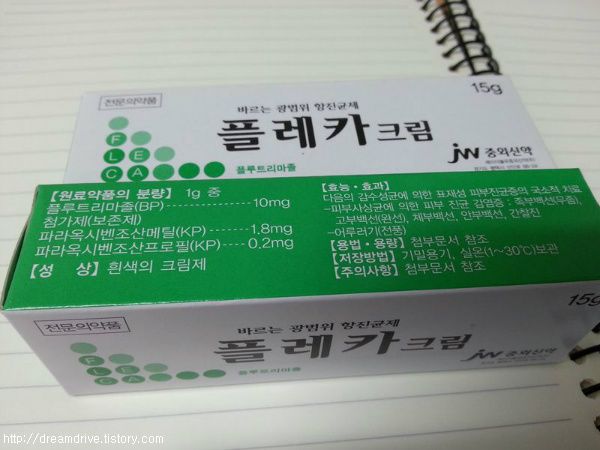 전문의약품
바르는 광범위 항진균제
15g
플레카크림
FLECA
플루트리마졸
jw 중외신약
【원료약품의 분량】 1g 중
플루트리마졸(BP) 10mg
첨가제(보존제)
파라옥시벤조산메틸(KP) 1.8mg
파라옥시벤조산프로필(KP) 0.2mg
【성 상】 흰색의 크림제
【효능·효과】
다음의 감수성균에 의한 표재성 피부진균증의 국소적 치료
-피부사상균에 의한 피부 진균 감염증 : 족부백선(무좀),
고부백선(완선), 체부백선, 안부백선, 간찰진
-어루러기(전풍)
【용법·용량】 첨부문서 참조
【저장방법】 기밀용기, 실온(1~30℃)보관
【주의사항】 첨부문서 참조
전문의약품
바르는 광범위 항진균제
15g
플레카크림
FLECA
플루트리마졸
jw 중외신약
http://dreamdrive.tistory.com